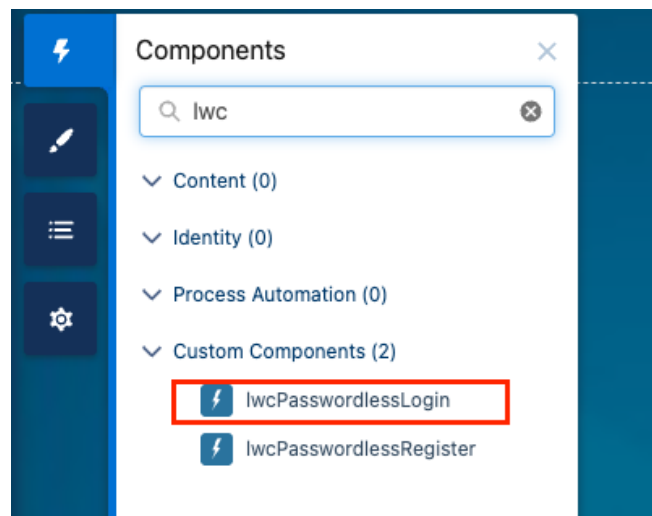 Components
lwc
Content (0)
Identity (0)
Process Automation (0)
Custom Components (2)
lwcPasswordlessLogin
lwcPasswordlessRegister